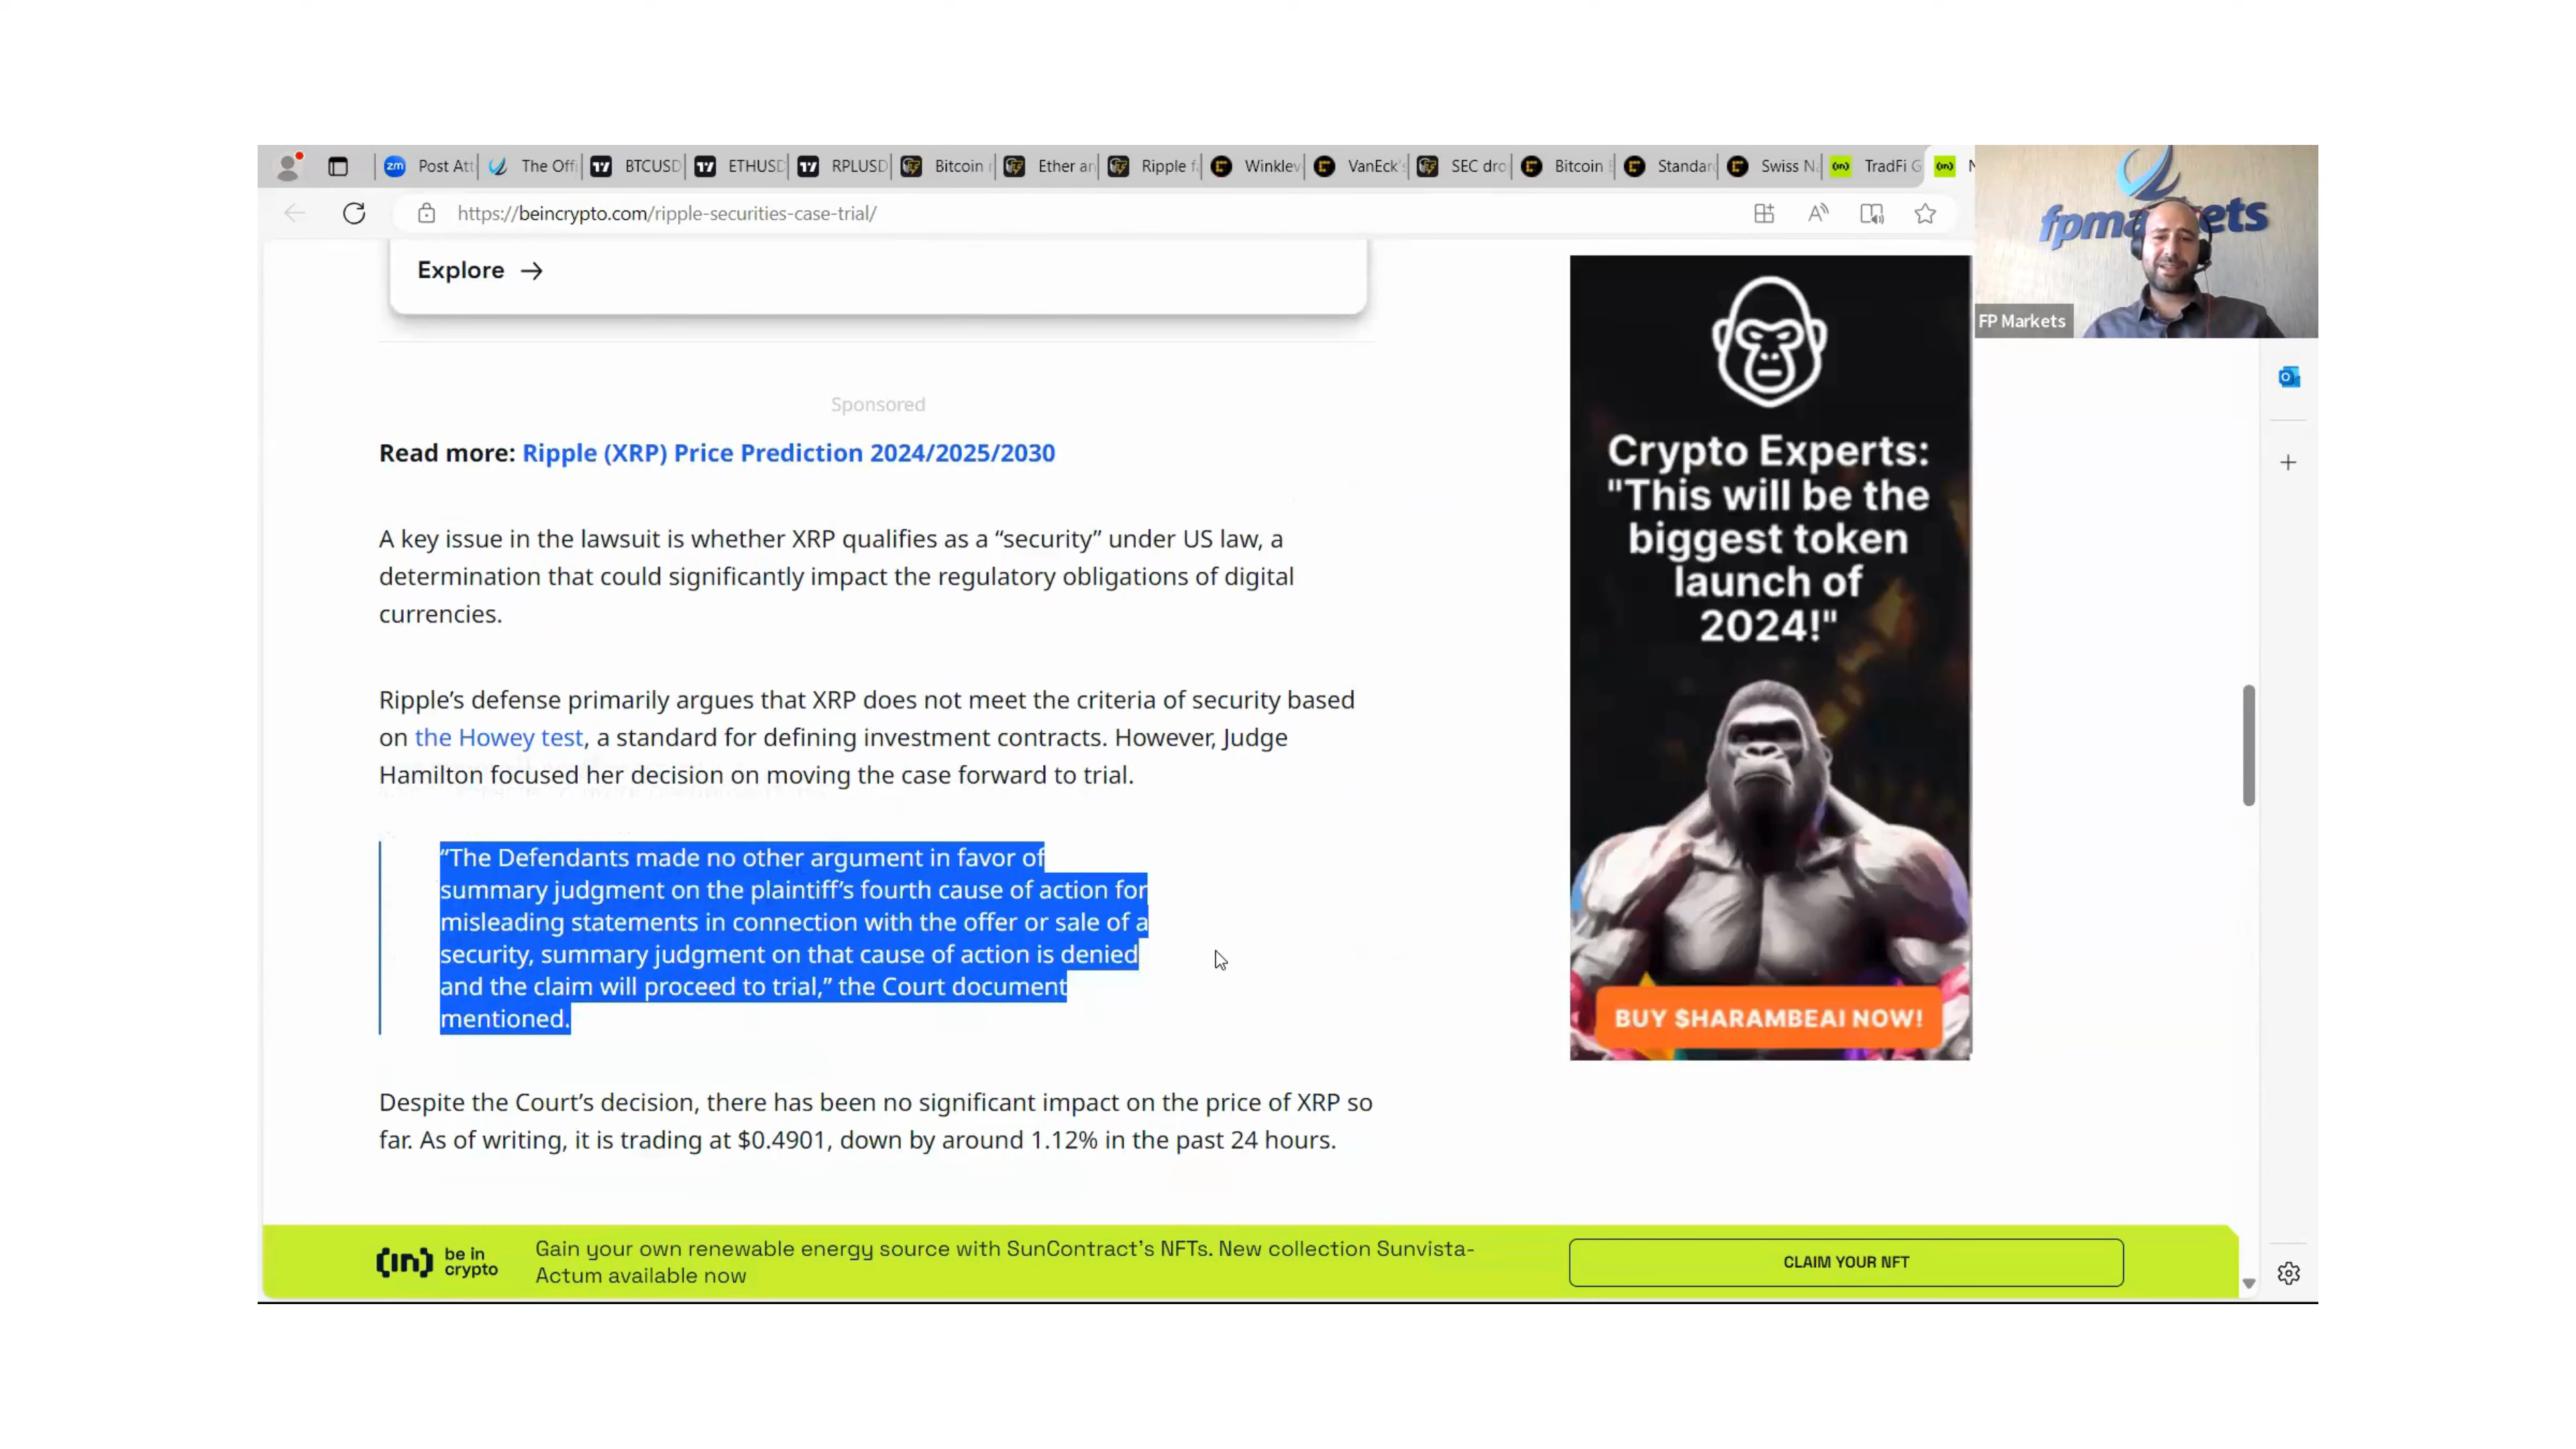 zm
Post Att
The Offi
BTCUSD
ETHUSD
RPLUSD
Bitcoin
Ether an
Ripple f
Winklev
VanEck's
SEC dro
Bitcoin
Standar
Swiss Na
TradFi G
https://beincrypto.com/ripple-securities-case-trial/
fpmarkets
FP Markets
Explore →
Sponsored
Read more: Ripple (XRP) Price Prediction 2024/2025/2030
A key issue in the lawsuit is whether XRP qualifies as a “security” under US law, a
determination that could significantly impact the regulatory obligations of digital
currencies.
Ripple’s defense primarily argues that XRP does not meet the criteria of security based
on the Howey test, a standard for defining investment contracts. However, Judge
Hamilton focused her decision on moving the case forward to trial.
“The Defendants made no other argument in favor of
summary judgment on the plaintiff’s fourth cause of action for
misleading statements in connection with the offer or sale of a
security, summary judgment on that cause of action is denied
and the claim will proceed to trial,” the Court document
mentioned.
Despite the Court’s decision, there has been no significant impact on the price of XRP so
far. As of writing, it is trading at $0.4901, down by around 1.12% in the past 24 hours.
Crypto Experts:
"This will be the
biggest token
launch of
2024!"
BUY $HARAMBEAI NOW!
(in) be in
crypto
Gain your own renewable energy source with SunContract's NFTs. New collection Sunvista-
Actum available now
CLAIM YOUR NFT